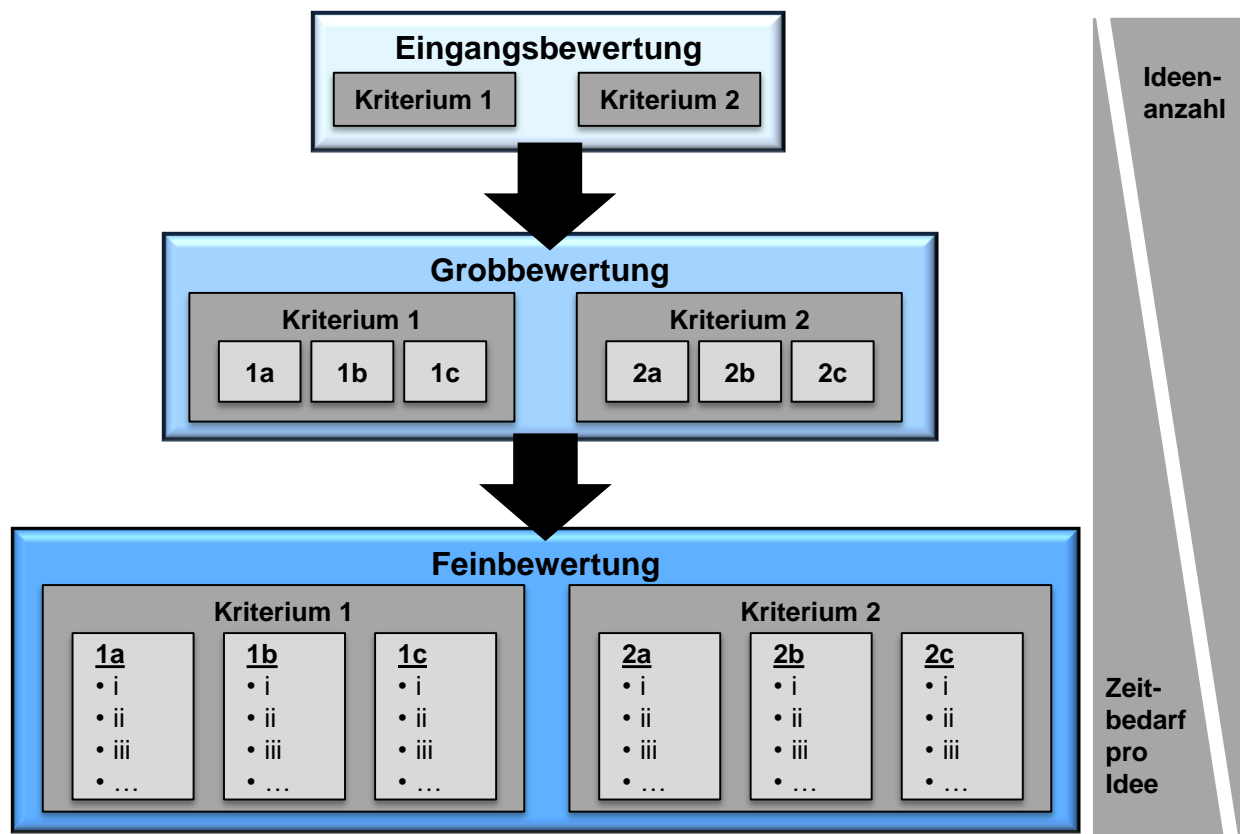 Eingangsbewertung
Kriterium 1
Kriterium 2
Grobbewertung
Kriterium 1
1a
1b
1c
Kriterium 2
2a
2b
2c
Feinbewertung
Kriterium 1
1a
• i
• ii
• iii
• …
1b
• i
• ii
• iii
• …
1c
• i
• ii
• iii
• …
Kriterium 2
2a
• i
• ii
• iii
• …
2b
• i
• ii
• iii
• …
2c
• i
• ii
• iii
• …
Ideen-
anzahl
Zeit-
bedarf
pro
Idee